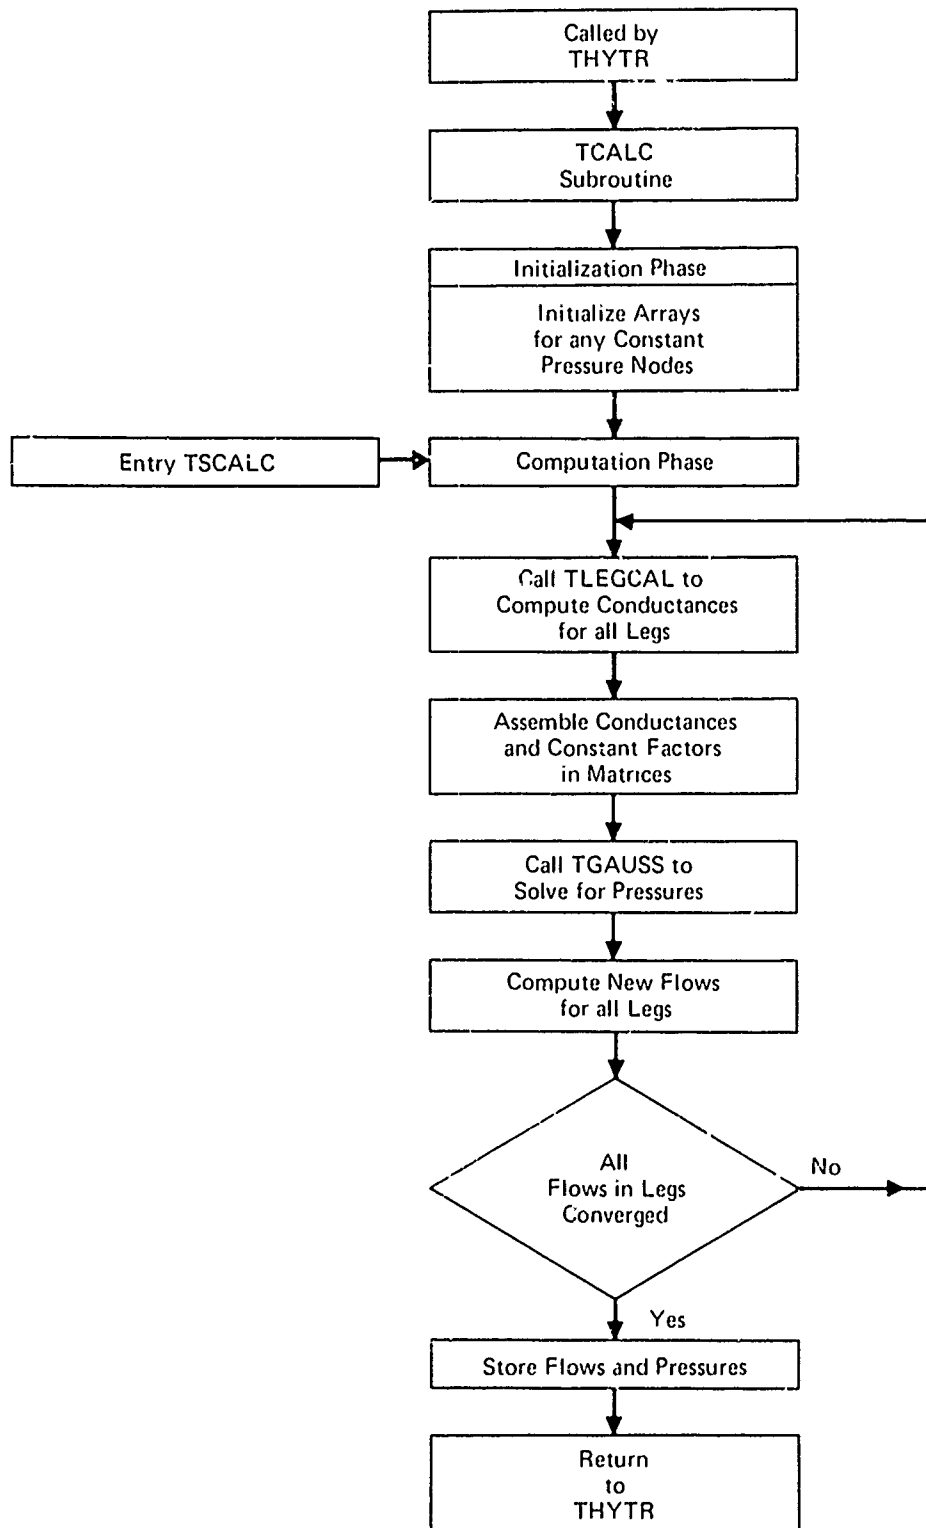 Called by
THYTR
TCALC
Subroutine
Initialization Phase
Initialize Arrays
for any Constant
Pressure Nodes
Entry TSCALC
Computation Phase
Call TLEGCAL to
Compute Conductances
for all Legs
Assemble Conductances
and Constant Factors
in Matrices
Call TGAUSS to
Solve for Pressures
Compute New Flows
for all Legs
All
Flows in Legs
Converged
No
Yes
Store Flows and Pressures
Return
to
THYTR